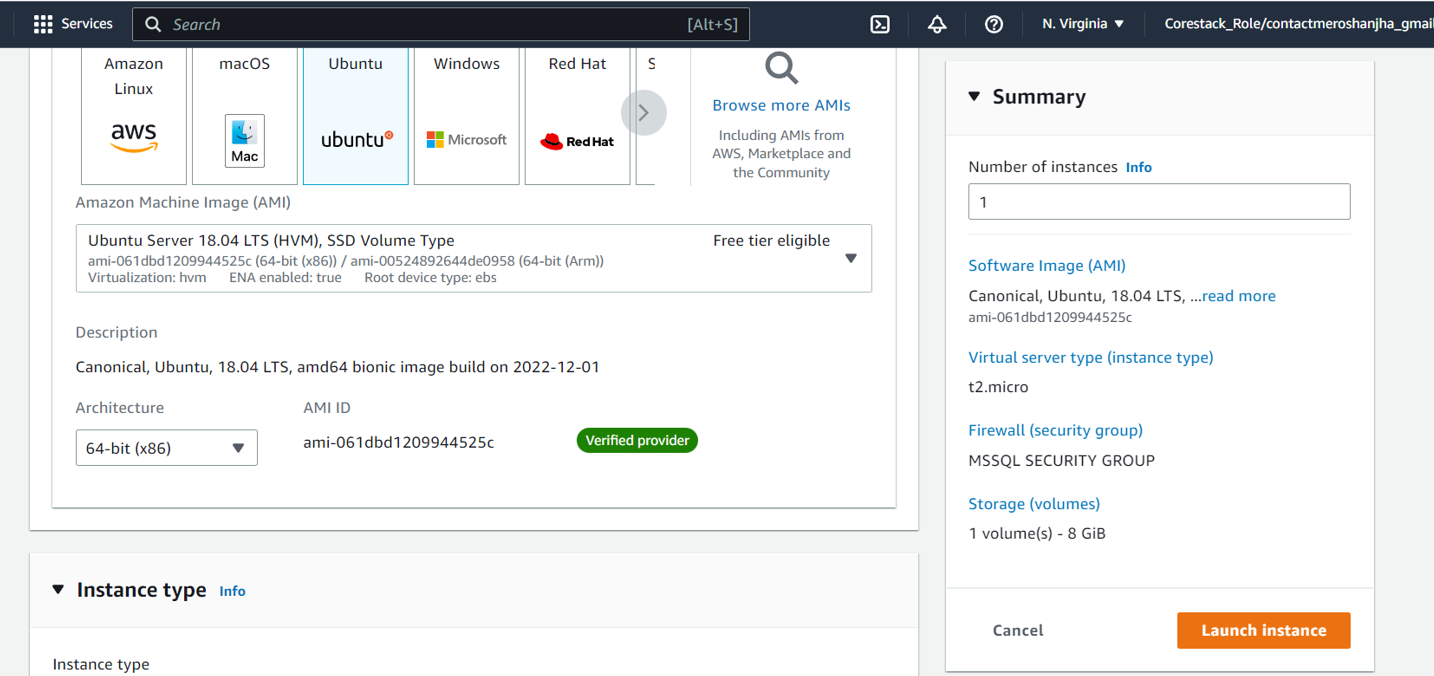 Services
Search
[Alt+S]
N. Virginia
Corestack_Role/contactmeroshanjha_gmai
Amazon Linux
macOS
Ubuntu
Windows
Red Hat
S
aws
Mac
ubuntu
Microsoft
Red Hat
Browse more AMIs
Including AMIs from
AWS, Marketplace and
the Community
Amazon Machine Image (AMI)
Ubuntu Server 18.04 LTS (HVM), SSD Volume Type
Free tier eligible
ami-061dbd1209944525c (64-bit (x86)) / ami-00524892644de0958 (64-bit (Arm))
Virtualization: hvm ENA enabled: true Root device type: ebs
Description
Canonical, Ubuntu, 18.04 LTS, amd64 bionic image build on 2022-12-01
Architecture
AMI ID
64-bit (x86)
ami-061dbd1209944525c
Verified provider
Instance type Info
Instance type
Summary
Number of instances Info
1
Software Image (AMI)
Canonical, Ubuntu, 18.04 LTS, ...read more
ami-061dbd1209944525c
Virtual server type (instance type)
t2.micro
Firewall (security group)
MSSQL SECURITY GROUP
Storage (volumes)
1 volume(s) - 8 GiB
Cancel
Launch instance